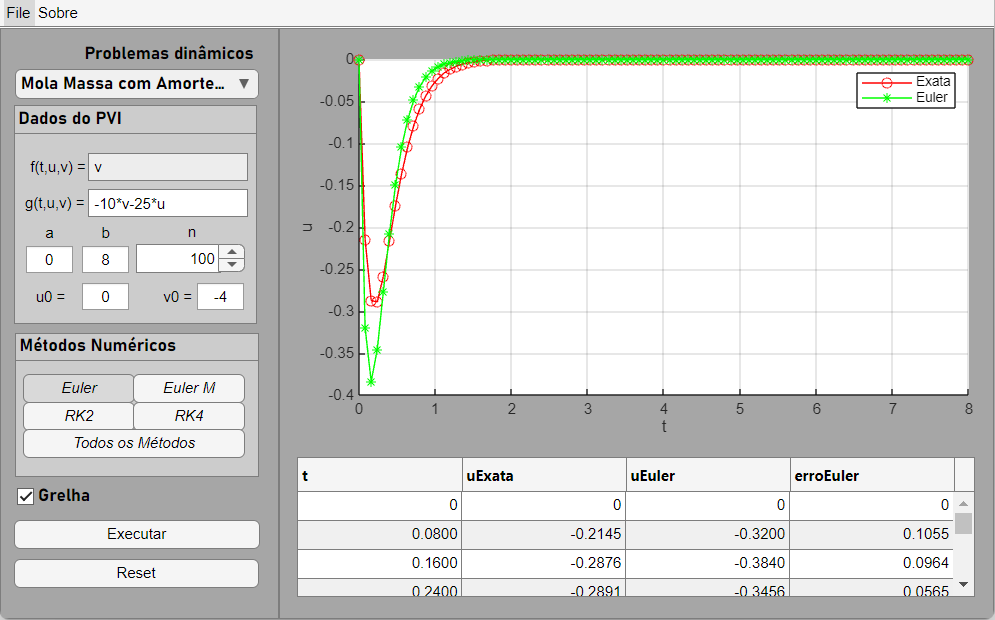 File Sobre
Problemas dinâmicos
Mola Massa com Amorte...
Dados do PVI
f(t,u,v) = v
g(t,u,v) = -10*v-25*u
a b n
0 8 100
u0 = 0 v0 = -4
Métodos Numéricos
Euler Euler M
RK2 RK4
Todos os Métodos
Grelha
Executar
Reset
0
-0.05
-0.1
-0.15
-0.2
-0.25
-0.3
-0.35
-0.4
u
0 1 2 3 4 5 6 7 8
t
Exata
Euler
t uExata uEuler erroEuler
0 0 0 0
0.0800 -0.2145 -0.3200 0.1055
0.1600 -0.2876 -0.3840 0.0964
0.2400 -0.2891 -0.3456 0.0565